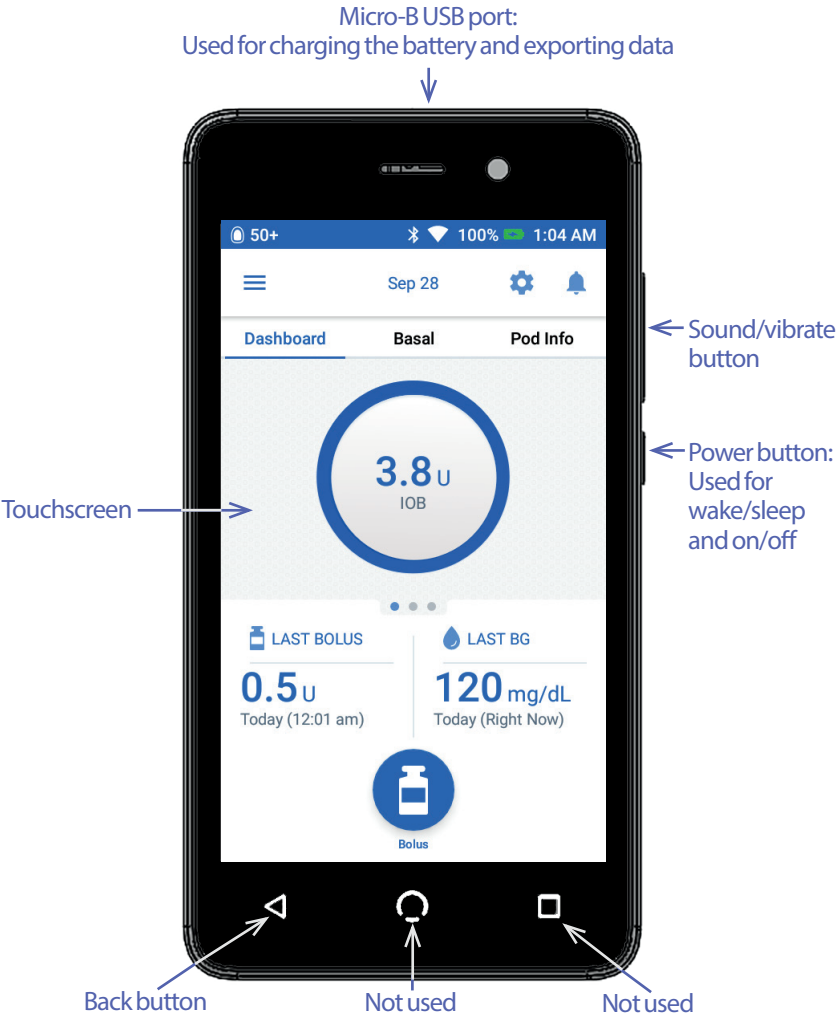 Micro-B USB port:
Used for charging the battery and exporting data
50+ 100% 1:04 AM
Sep 28
Dashboard Basal Pod Info
Sound/vibrate
button
3.8 U
IOB
Power button:
Used for
wake/sleep
and on/off
Touchscreen
LAST BOLUS
0.5 U
Today (12:01 am)
LAST BG
120 mg/dL
Today (Right Now)
Bolus
Back button
Not used
Not used